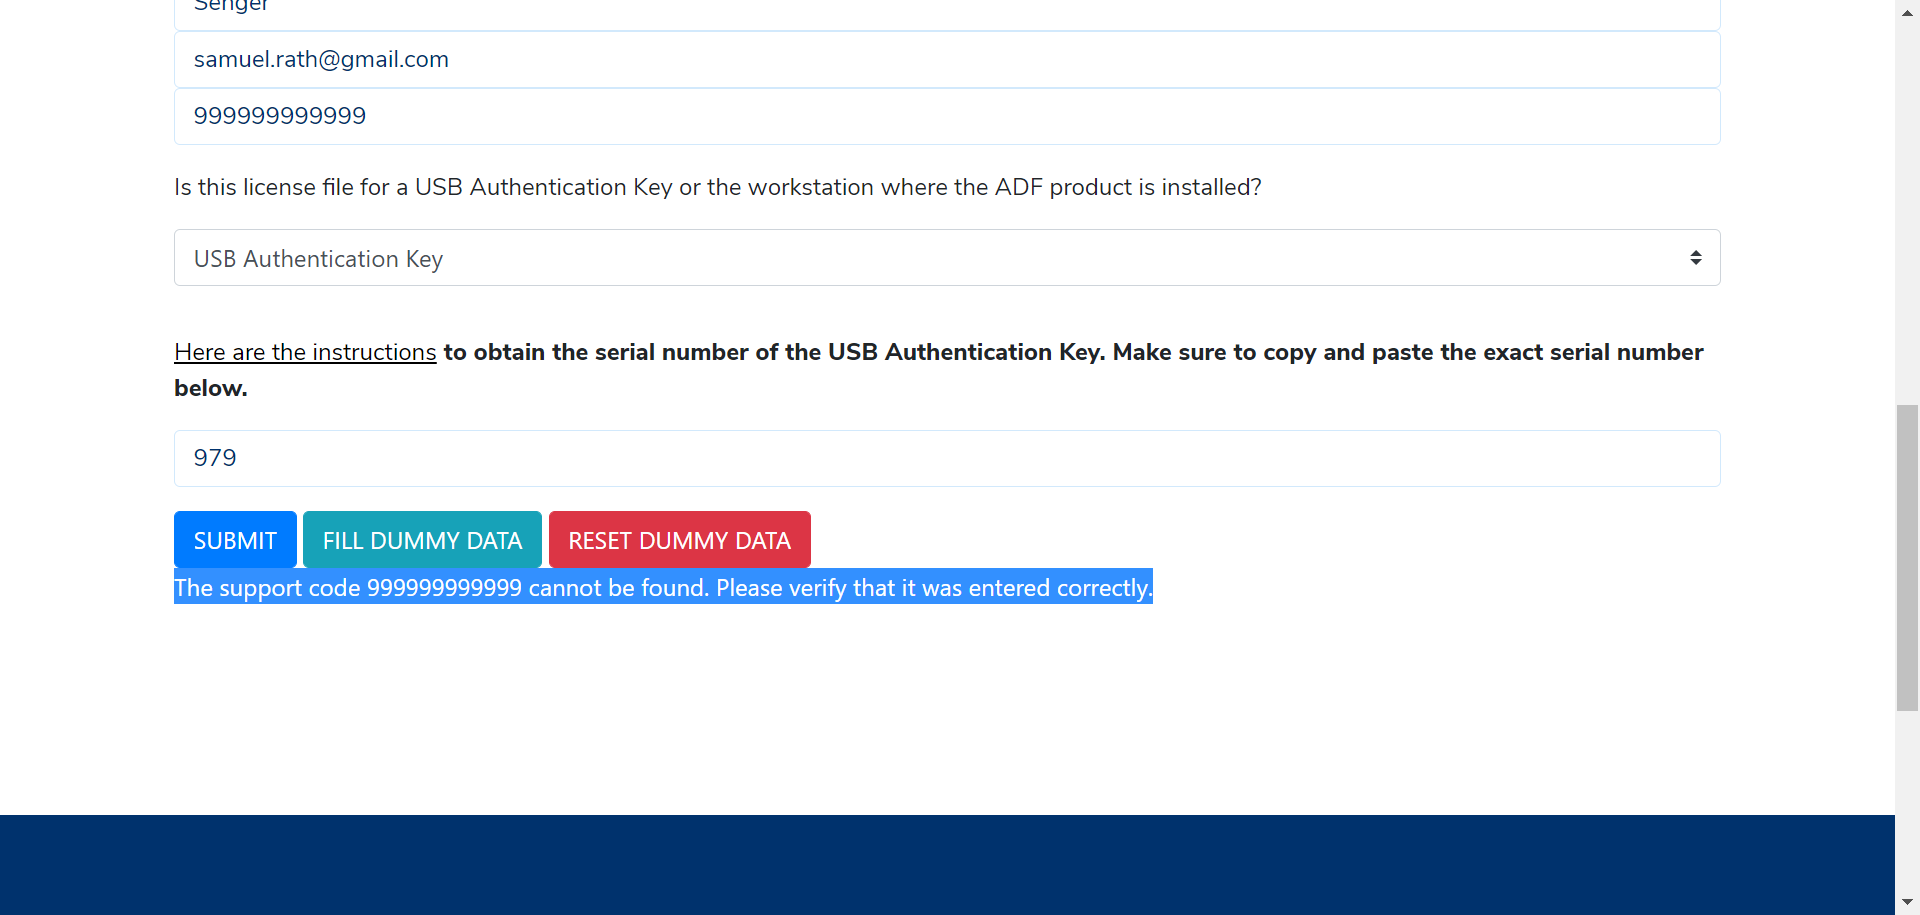 Senger
samuel.rath@gmail.com
999999999999
Is this license file for a USB Authentication Key or the workstation where the ADF product is installed?
USB Authentication Key
Here are the instructions to obtain the serial number of the USB Authentication Key. Make sure to copy and paste the exact serial number
below.
979
SUBMIT FILL DUMMY DATA RESET DUMMY DATA
The support code 999999999999 cannot be found. Please verify that it was entered correctly.